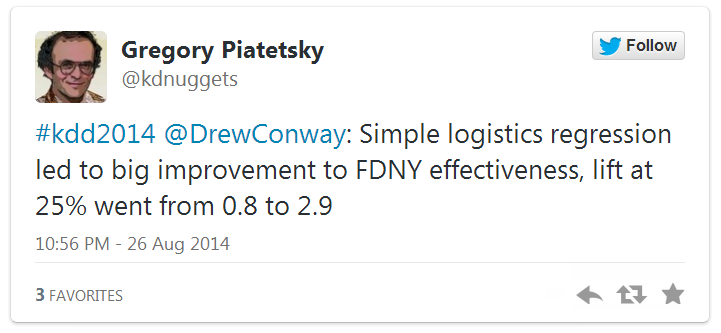 Gregory Piatetsky
@kdnuggets
Follow
#kdd2014 @DrewConway: Simple logistics regression
led to big improvement to FDNY effectiveness, lift at
25% went from 0.8 to 2.9
10:56 PM - 26 Aug 2014
3 FAVORITES